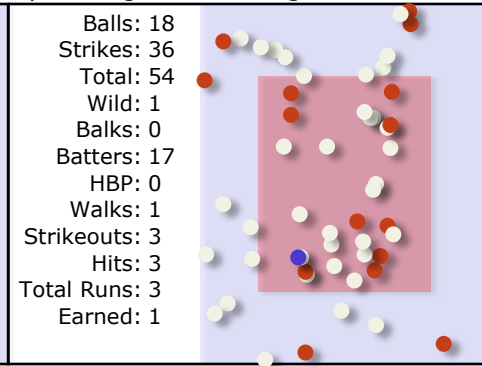 Balls: 18
Strikes: 36
Total: 54
Wild: 1
Balks: 0
Batters: 17
HBP: 0
Walks: 1
Strikeouts: 3
Hits: 3
Total Runs: 3
Earned: 1